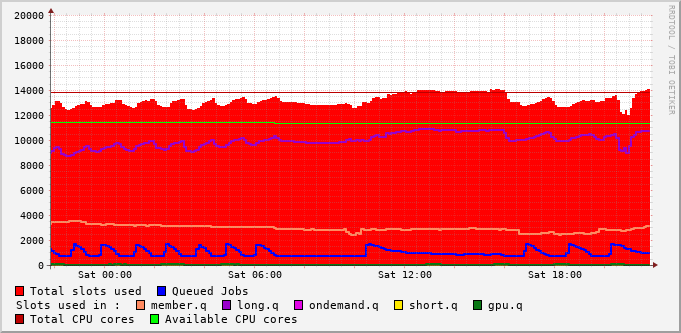 20000
18000
16000
14000
12000
10000
8000
6000
4000
2000
0
Sat 00:00 Sat 06:00 Sat 12:00 Sat 18:00
RRDTOOL / TOBI OETIKER
Total slots used Queued Jobs
Slots used in : member.q long.q ondemand.q short.q gpu.q
Total CPU cores Available CPU cores